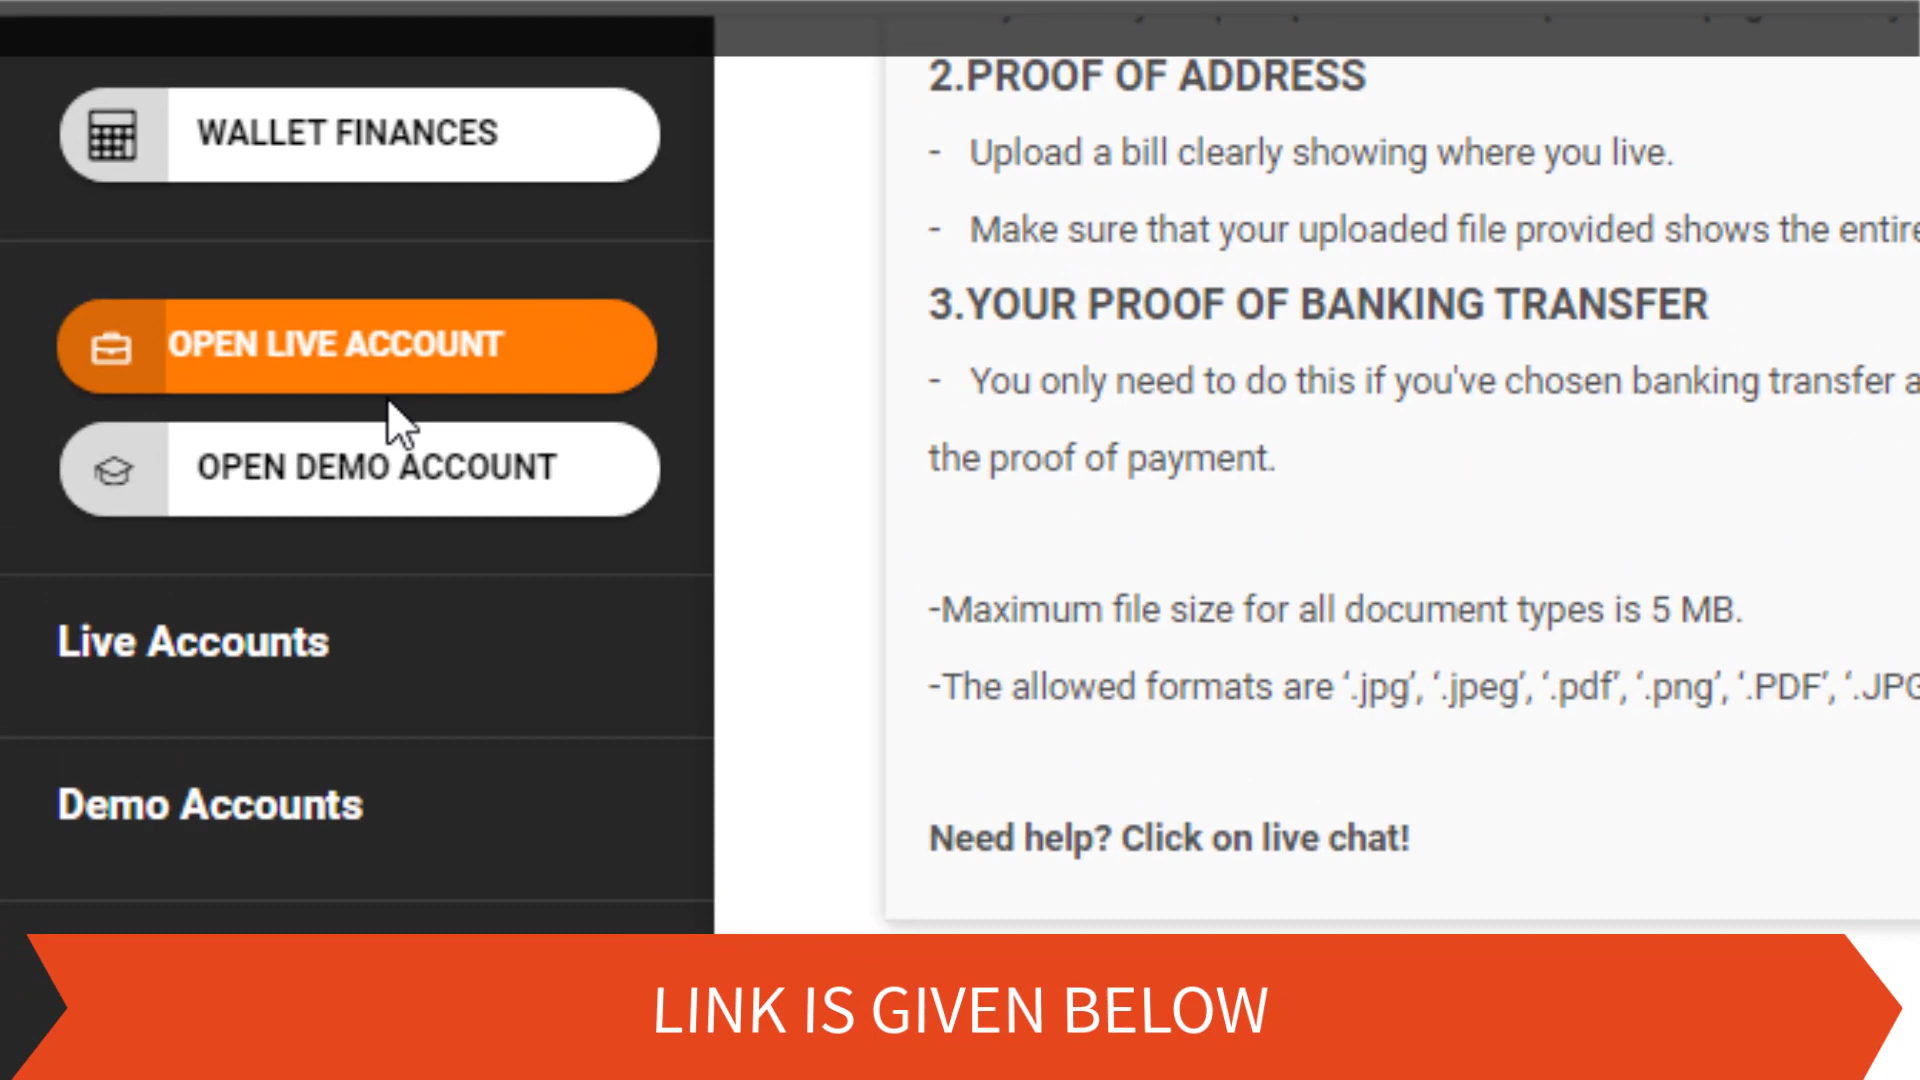 WALLET FINANCES
OPEN LIVE ACCOUNT
OPEN DEMO ACCOUNT
Live Accounts
Demo Accounts
2.PROOF OF ADDRESS
- Upload a bill clearly showing where you live.
- Make sure that your uploaded file provided shows the entire
3.YOUR PROOF OF BANKING TRANSFER
- You only need to do this if you've chosen banking transfer a
the proof of payment.
-Maximum file size for all document types is 5 MB.
-The allowed formats are ‘.jpg’, ‘.jpeg’, ‘.pdf’, ‘.png’, ‘.PDF’, ‘.JPG
Need help? Click on live chat!
LINK IS GIVEN BELOW